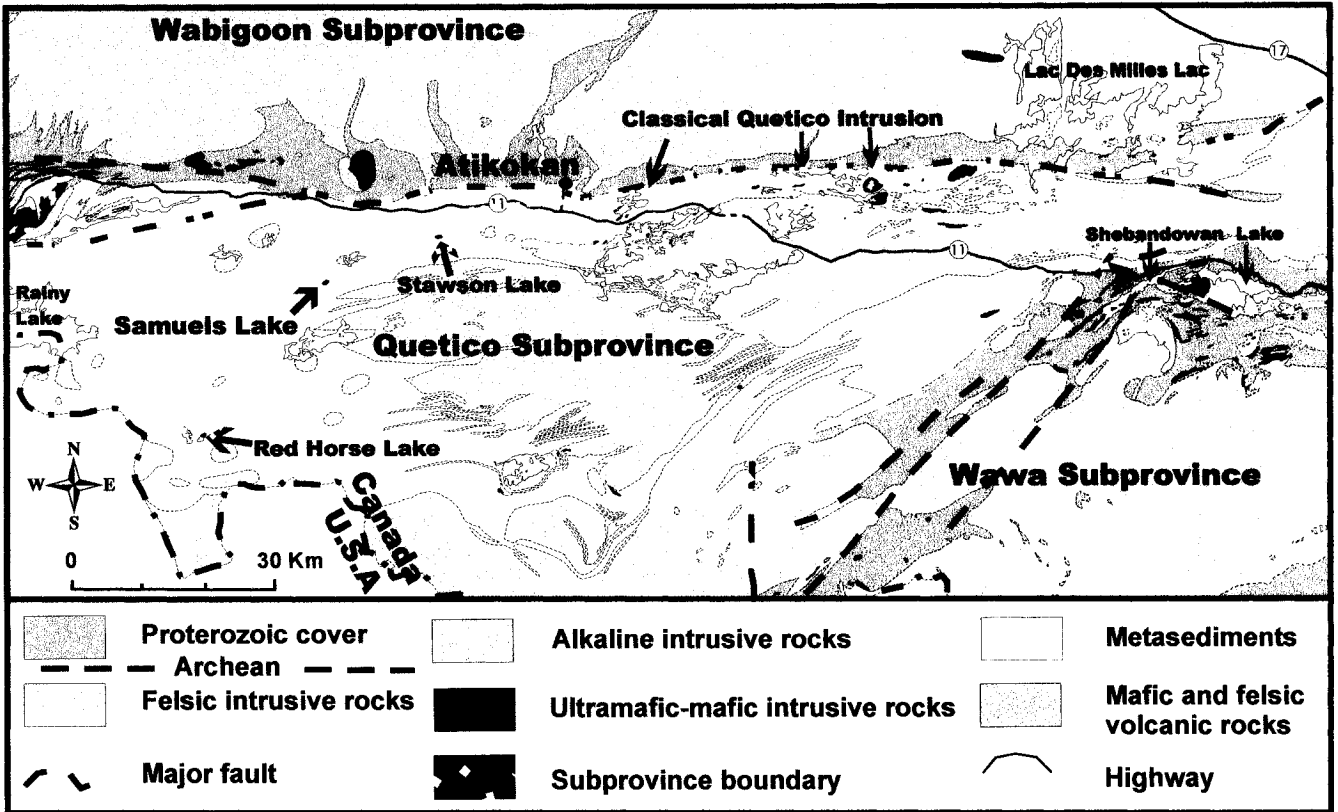 Wabigoon Subprovince
17
Lac Des Milles Lac
Classical Quetico Intrusion
Atikokan
11
Shebandowan Lake
11
Stawson Lake
Rainy
Lake
Samuels Lake
Quetico Subprovince
Red Horse Lake
Wawa Subprovince
N
W E
S
Canada
U.S.A
0 30 Km
Proterozoic cover
Archean
Felsic intrusive rocks
Major fault
Alkaline intrusive rocks
Ultramafic-mafic intrusive rocks
Subprovince boundary
Metasediments
Mafic and felsic
volcanic rocks
Highway